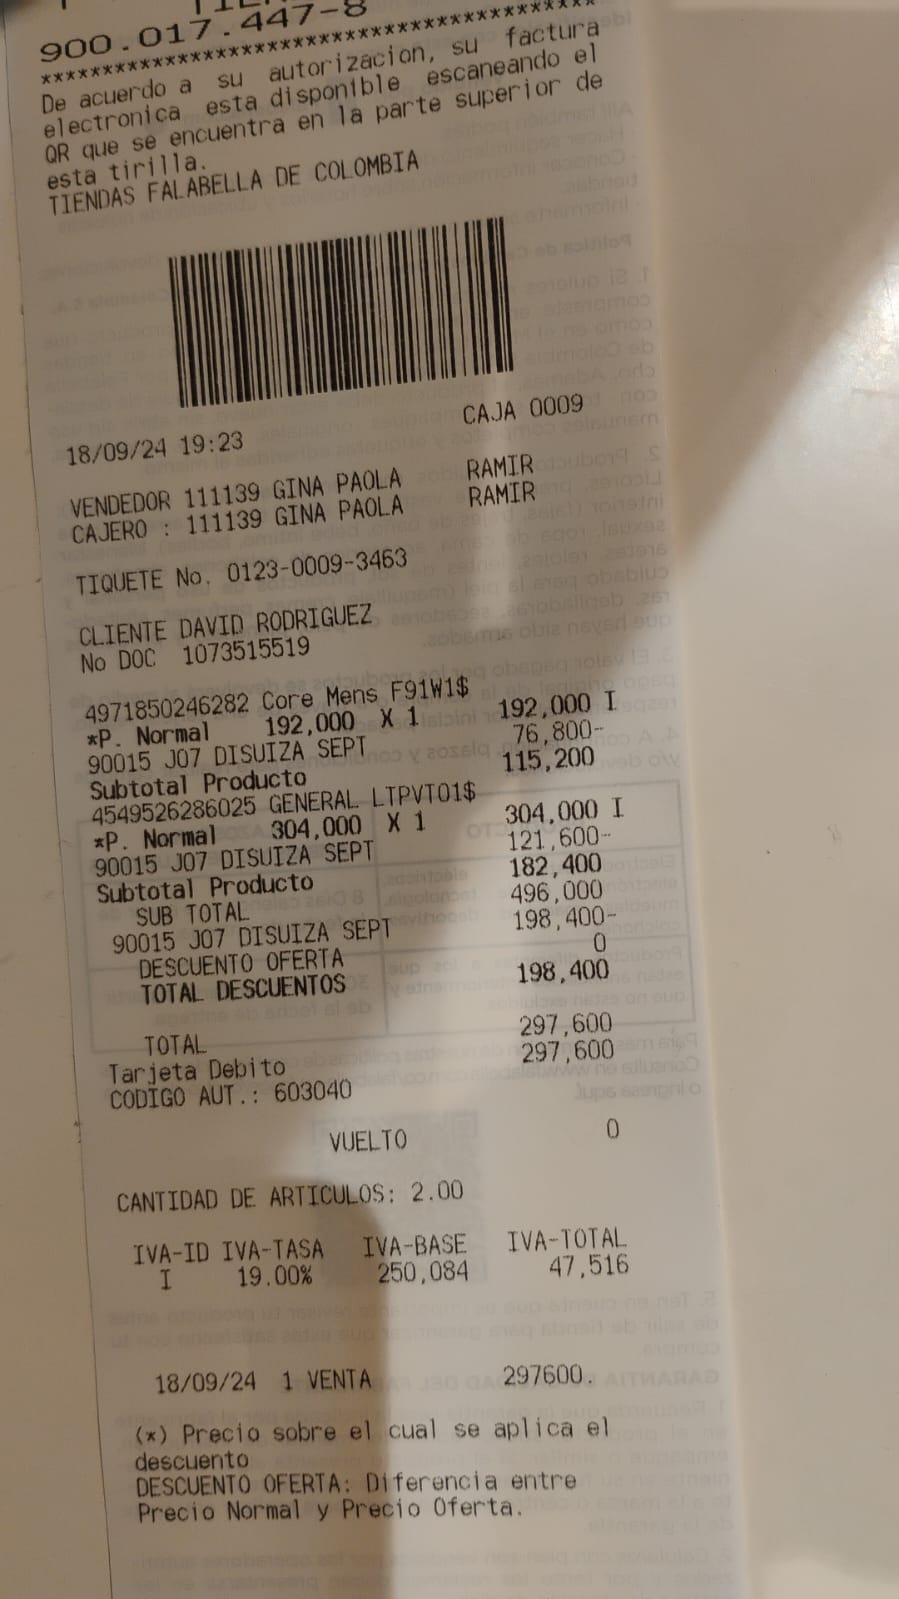 900.017.447-8
******************************************
De acuerdo a su autorizacion, su factura
electronica esta disponible escaneando el
QR que se encuentra en la parte superior de
esta tirilla.
TIENDAS FALABELLA DE COLOMBIA
18/09/24 19:23 CAJA 0009
VENDEDOR 111139 GINA PAOLA RAMIR
CAJERO : 111139 GINA PAOLA RAMIR
TIQUETE No. 0123-0009-3463
CLIENTE DAVID RODRIGUEZ
No DOC 1073515519
4971850246282 Core Mens F91W1$
*P. Normal 192,000 X 1 192,000 I
90015 J07 DISUIZA SEPT 76,800-
Subtotal Producto 115,200
4549526286025 GENERAL LTPVT01$
*P. Normal 304,000 X 1 304,000 I
90015 J07 DISUIZA SEPT 121,600-
Subtotal Producto 182,400
SUB TOTAL 496,000
90015 J07 DISUIZA SEPT 198,400-
DESCUENTO OFERTA 0
TOTAL DESCUENTOS 198,400
TOTAL 297,600
Tarjeta Debito 297,600
CODIGO AUT.: 603040
VUELTO 0
CANTIDAD DE ARTICULOS: 2.00
IVA-ID IVA-TASA IVA-BASE IVA-TOTAL
I 19.00% 250,084 47,516
18/09/24 1 VENTA 297600.
(*) Precio sobre el cual se aplica el
descuento
DESCUENTO OFERTA: Diferencia entre
Precio Normal y Precio Oferta.